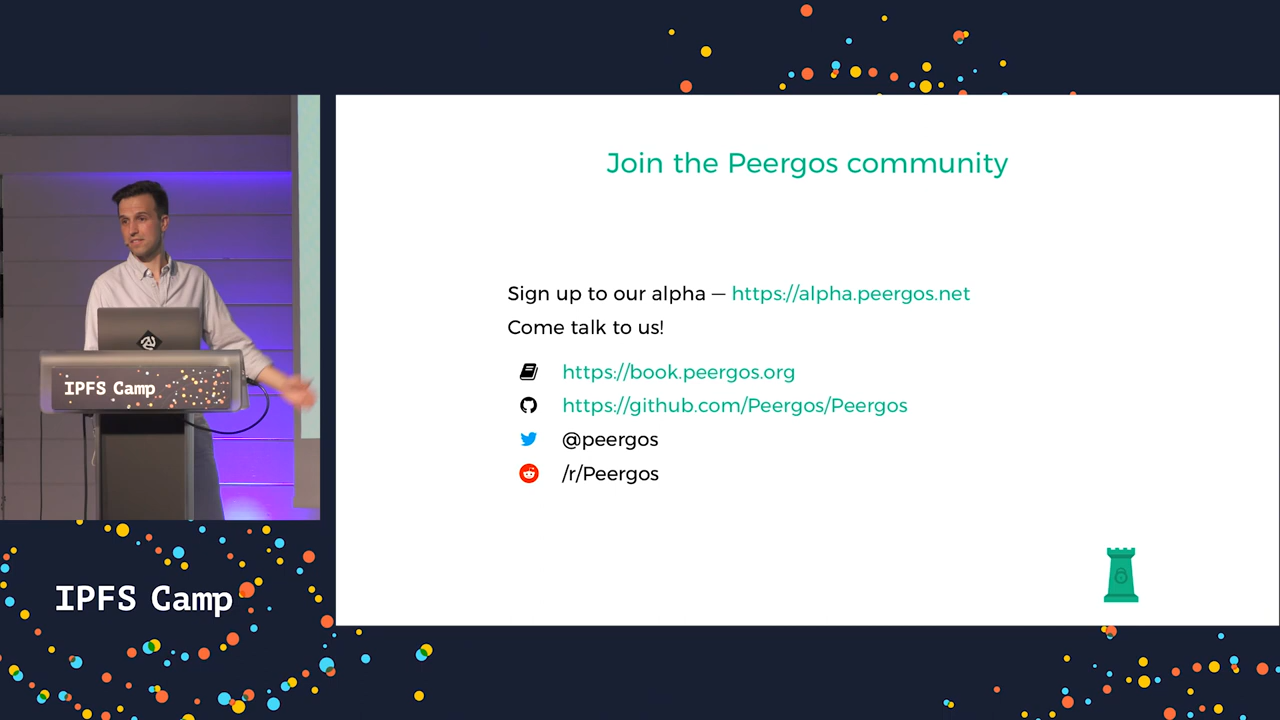 Join the Peergos community
Sign up to our alpha — https://alpha.peergos.net
Come talk to us!
https://book.peergos.org
https://github.com/Peergos/Peergos
@peergos
/r/Peergos
IPFS Camp
IPFS Camp